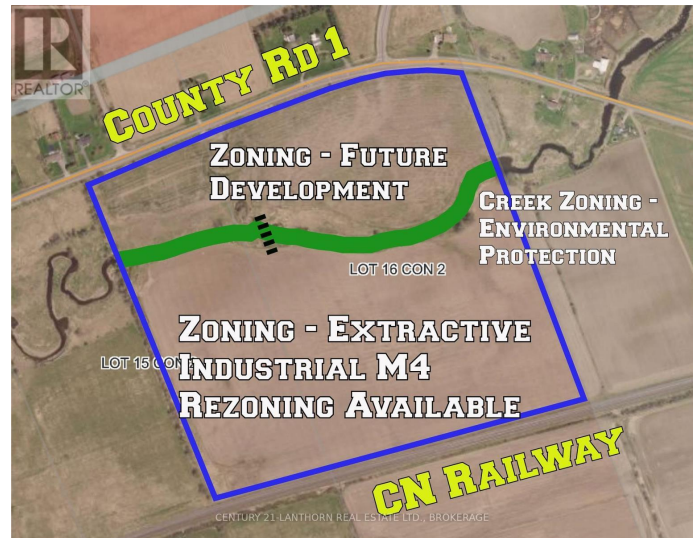 REALTOR
COUNTY RD 1
ZONING - FUTURE
DEVELOPMENT
CREEK ZONING -
ENVIRONMENTAL
PROTECTION
LOT 16 CON 2
ZONING - EXTRACTIVE
LOT 15 CON
INDUSTRIAL M4
REZONING AVAILABLE
CN RAILWAY
CENTURY 21-LANTHORN REAL ESTATE LTD., BROKERAGE